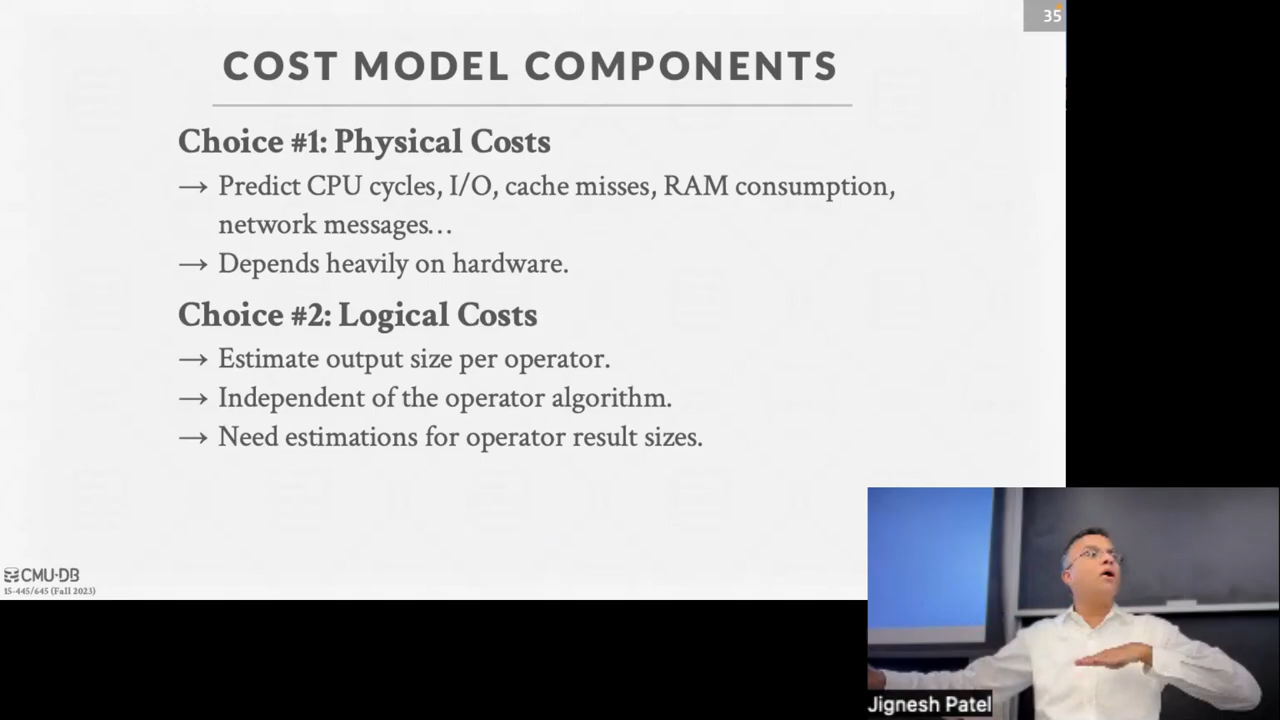 35
COST MODEL COMPONENTS
Choice #1: Physical Costs
→ Predict CPU cycles, I/O, cache misses, RAM consumption,
network messages…
→ Depends heavily on hardware.
Choice #2: Logical Costs
→ Estimate output size per operator.
→ Independent of the operator algorithm.
→ Need estimations for operator result sizes.
CMU·DB
15-445/645 (Fall 2023)
Jignesh Patel